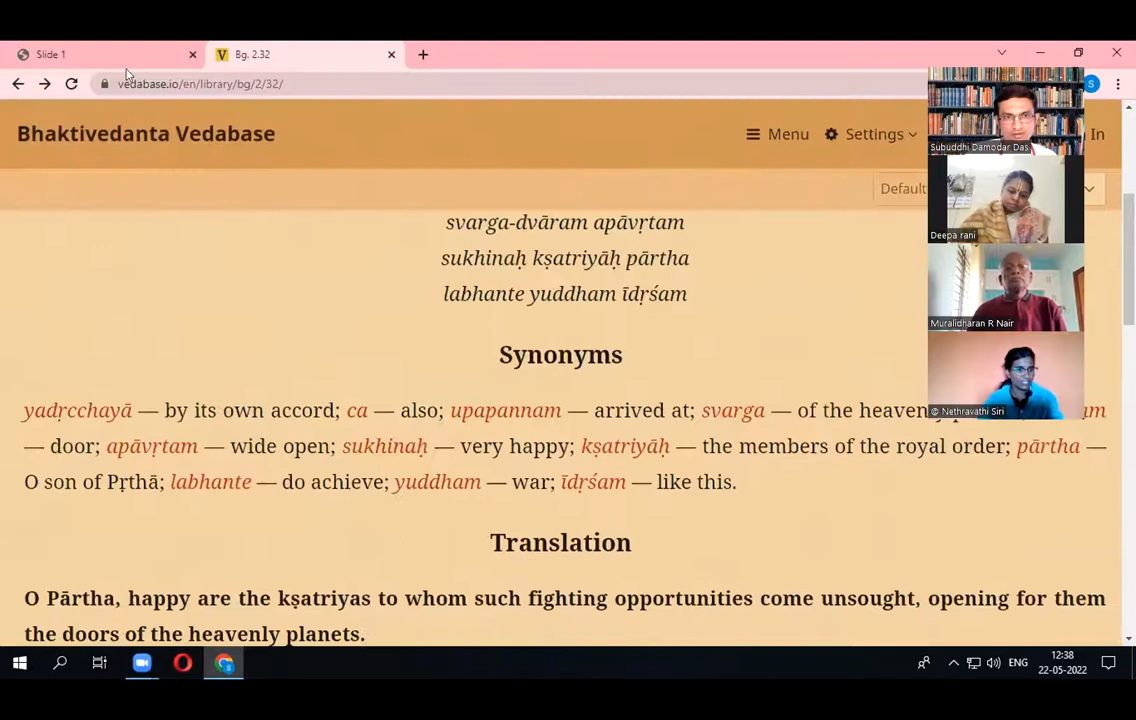 Slide 1
Bg. 2.32
vedabase.io/en/library/bg/2/32/
S
Bhaktivedanta Vedabase
Menu
Settings
In
Default
svarga-dvāram apāvṛtam
sukhinaḥ kṣatriyāḥ pārtha
labhante yuddham īdṛśam
Synonyms
yadṛcchayā — by its own accord; ca — also; upapannam — arrived at; svarga — of the heaven
— door; apāvṛtam — wide open; sukhinaḥ — very happy; kṣatriyāḥ — the members of the royal order; pārtha —
O son of Pṛthā; labhante — do achieve; yuddham — war; īdṛśam — like this.
Translation
O Pārtha, happy are the kṣatriyas to whom such fighting opportunities come unsought, opening for them
the doors of the heavenly planets.
Subuddhi Damodar Das
Deepa rani
Muralidharan R Nair
© Nethravathi Siri
ENG
12:38
22-05-2022